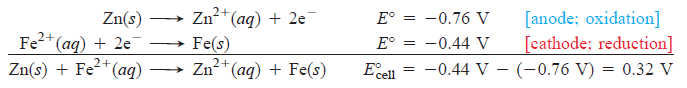 Zn(s) ⟶ Zn²⁺(aq) + 2e⁻ E° = −0.76 V [anode; oxidation]
Fe²⁺(aq) + 2e⁻ ⟶ Fe(s) E° = −0.44 V [cathode; reduction]
Zn(s) + Fe²⁺(aq) ⟶ Zn²⁺(aq) + Fe(s) E°cell = −0.44 V − (−0.76 V) = 0.32 V